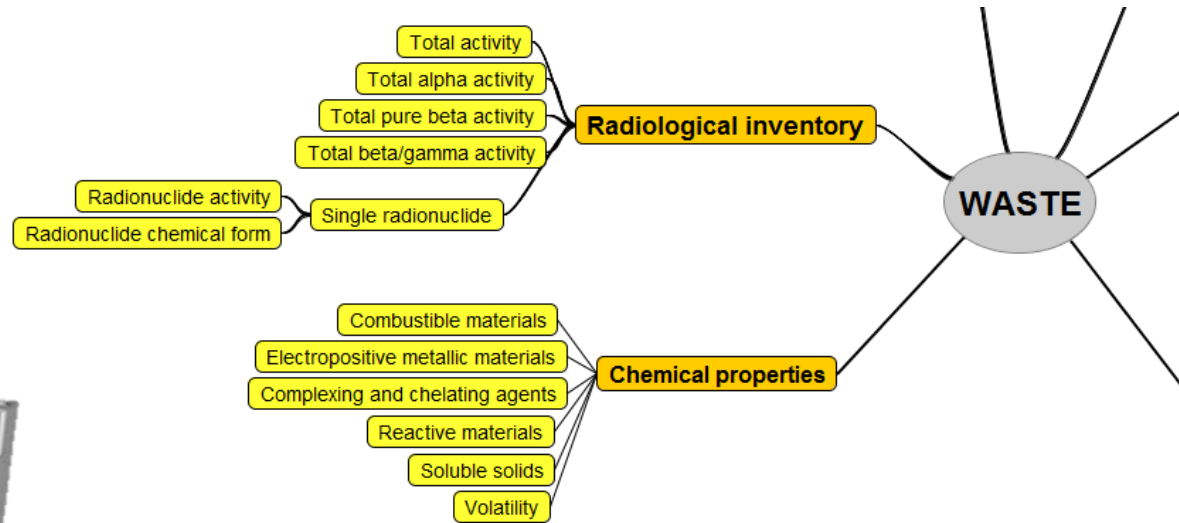 Total activity
Total alpha activity
Total pure beta activity
Total beta/gamma activity
Radionuclide activity
Radionuclide chemical form
Single radionuclide
Radiological inventory
WASTE
Combustible materials
Electropositive metallic materials
Complexing and chelating agents
Reactive materials
Soluble solids
Volatility
Chemical properties